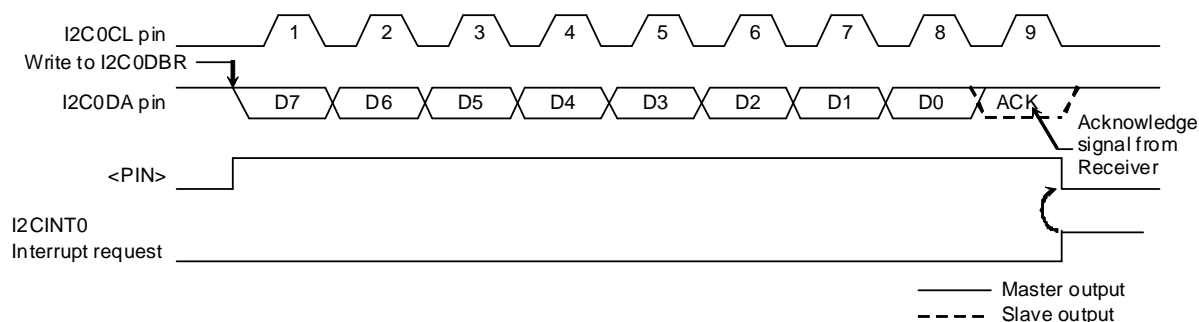 I2C0CL pin
1 2 3 4 5 6 7 8 9
Write to I2C0DBR
I2C0DA pin
D7 D6 D5 D4 D3 D2 D1 D0 ACK
Acknowledge
signal from
Receiver
<PIN>
I2CINT0
Interrupt request
Master output
Slave output